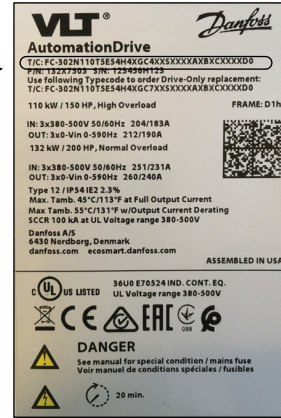 VLT®
Danfoss
AutomationDrive
T/C: FC-302N110T5E54H4XGC4XXSXXXXAXBXCXXXXD0
P/N: 132X7503 S/N: 123456H123
Use following Typecode to order Drive-Only replacement:
T/C: FC-302N110T5E54H4XGC7XXSXXXXAXBXCXXXXD0
110 kW / 150 HP, High Overload
FRAME: D1h
IN: 3x380-500V 50/60Hz 204/183A
OUT: 3x0-Vin 0-590Hz 212/190A
132 kW / 200 HP, Normal Overload
IN: 3x380-500V 50/60Hz 251/231A
OUT: 3x0-Vin 0-590Hz 260/240A
Type 12 / IP54 IE2 2.3%
Max. Tamb. 45°C/113°F at Full Output Current
Max Tamb. 55°C/131°F w/Output Current Derating
SCCR 100 kA at UL Voltage range 380-500V
Danfoss A/S
6430 Nordborg, Denmark
danfoss.com ecosmart.danfoss.com
ASSEMBLED IN USA
c UL US LISTED 36U0 E70524 IND. CONT. EQ.
UL Voltage range 380-500V
CE EAC
089
DANGER
See manual for special condition / mains fuse
Voir manuel de conditions spéciales / fusibles
20 min.